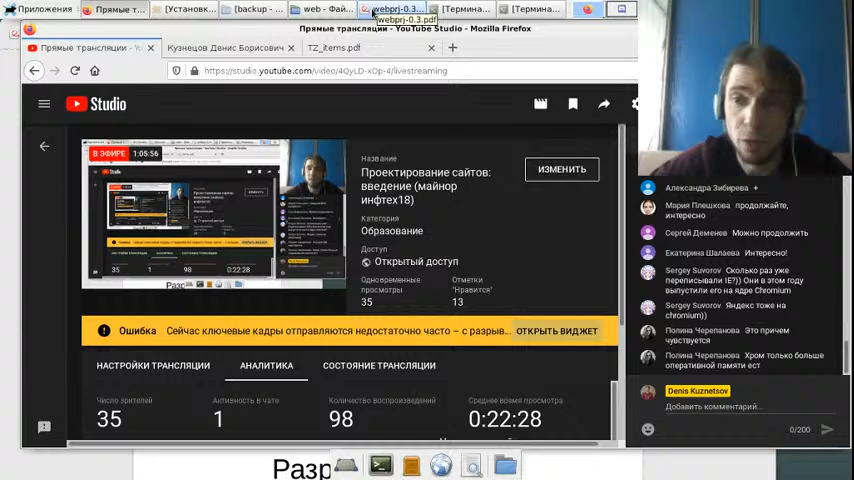 Приложения
Прямые т...
[Установк...
[backup - ...
web - Фай...
webprj-0.3...
[Термина...
[Термина...
webprj-0.3.pdf
Прямые трансляции - YouTube Studio - Mozilla Firefox
Прямые трансляции - YouTube
Кузнецов Денис Борисович
TZ_items.pdf
https://studio.youtube.com/video/4QyLD-xOp-4/livestreaming
Studio
В ЭФИРЕ 1:05:56
Название
Проектирование сайтов:
введение (майнор
инфтех18)
ИЗМЕНИТЬ
Категория
Образование
Доступ
Открытый доступ
Одновременные
просмотры
35
Отметки
"Нравится"
13
Ошибка Сейчас ключевые кадры отправляются недостаточно часто – с разрыв...
ОТКРЫТЬ ВИДЖЕТ
НАСТРОЙКИ ТРАНСЛЯЦИИ
АНАЛИТИКА
СОСТОЯНИЕ ТРАНСЛЯЦИИ
Число зрителей
35
Активность в чате
1
Количество воспроизведений
98
Среднее время просмотра
0:22:28
Александра Зибирева +
Мария Плешкова продолжайте,
интересно
Сергей Деменев Можно продолжить
Екатерина Шалаева Интересно!
Sergey Suvorov Сколько раз уже
переписывали IE?)) Они в этом году
выпустили его на ядре Chromium
Sergey Suvorov Яндекс тоже на
chromium))
Полина Черепанова Это причем
чувствуется
Полина Черепанова Хром только больше
оперативной памяти ест
Denis Kuznetsov
Добавить комментарий...
0/200
Разр